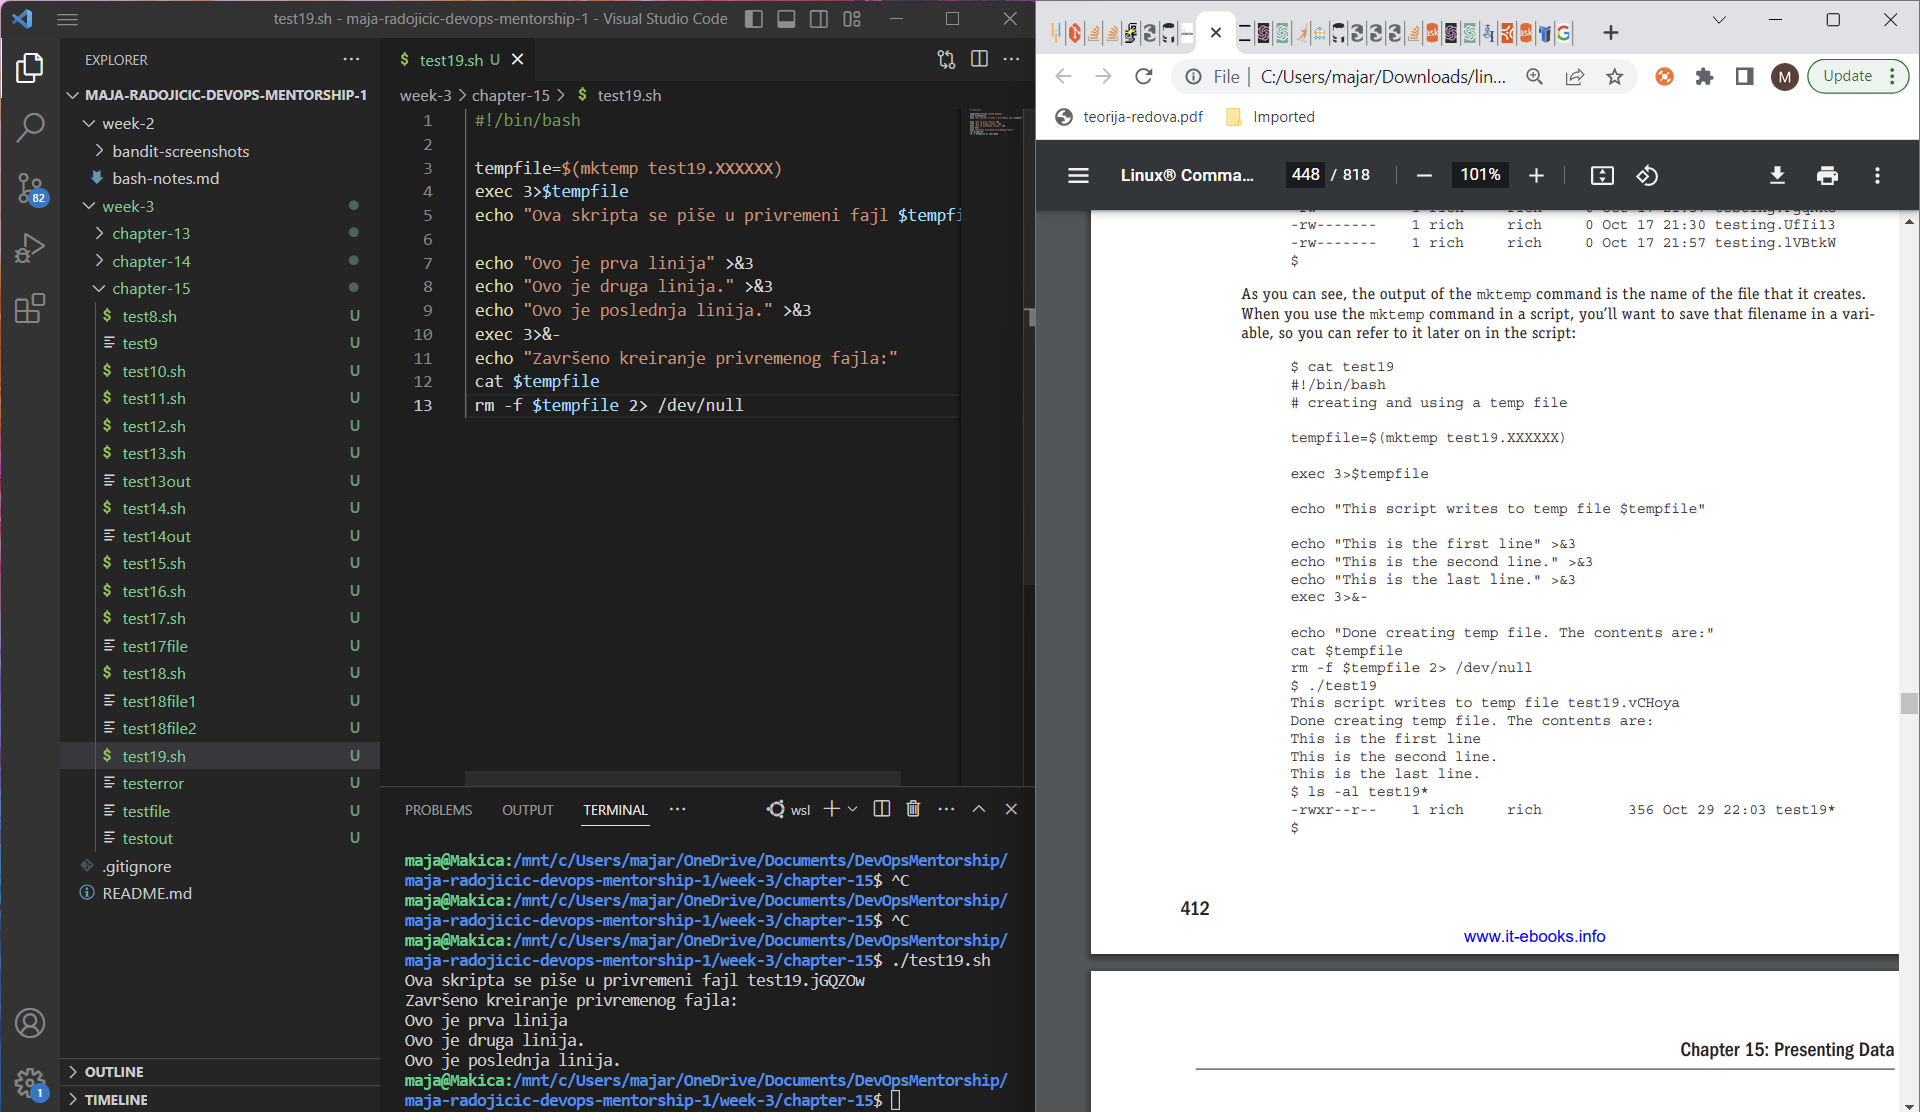 test19.sh - maja-radojicic-devops-mentorship-1 - Visual Studio Code
EXPLORER
MAJA-RADOJICIC-DEVOPS-MENTORSHIP-1
week-2
bandit-screenshots
bash-notes.md
82
week-3
chapter-13
chapter-14
chapter-15
$ test8.sh U
test9 U
$ test10.sh U
$ test11.sh U
$ test12.sh U
$ test13.sh U
test13out U
$ test14.sh U
test14out U
$ test15.sh U
$ test16.sh U
$ test17.sh U
test17file U
$ test18.sh U
test18file1 U
test18file2 U
$ test19.sh U
testerror U
testfile U
testout U
.gitignore
README.md
OUTLINE
1
TIMELINE
$ test19.sh U
week-3 > chapter-15 > $ test19.sh
1 #!/bin/bash
2
3 tempfile=$(mktemp test19.XXXXXX)
4 exec 3>$tempfile
5 echo "Ova skripta se piše u privremeni fajl $tempfi
6
7 echo "Ovo je prva linija" >&3
8 echo "Ovo je druga linija." >&3
9 echo "Ovo je poslednja linija." >&3
10 exec 3>&-
11 echo "Završeno kreiranje privremenog fajla:"
12 cat $tempfile
13 rm -f $tempfile 2> /dev/null
PROBLEMS OUTPUT TERMINAL ... wsl
maja@Makica:/mnt/c/Users/majar/OneDrive/Documents/DevOpsMentorship/
maja-radojicic-devops-mentorship-1/week-3/chapter-15$ ^C
maja@Makica:/mnt/c/Users/majar/OneDrive/Documents/DevOpsMentorship/
maja-radojicic-devops-mentorship-1/week-3/chapter-15$ ^C
maja@Makica:/mnt/c/Users/majar/OneDrive/Documents/DevOpsMentorship/
maja-radojicic-devops-mentorship-1/week-3/chapter-15$ ./test19.sh
Ova skripta se piše u privremeni fajl test19.jGQZOw
Završeno kreiranje privremenog fajla:
Ovo je prva linija
Ovo je druga linija.
Ovo je poslednja linija.
maja@Makica:/mnt/c/Users/majar/OneDrive/Documents/DevOpsMentorship/
maja-radojicic-devops-mentorship-1/week-3/chapter-15$
File | C:/Users/majar/Downloads/lin... M Update
teorija-redova.pdf Imported
Linux® Comma... 448 / 818 101%
-rw------- 1 rich rich 0 Oct 17 21:30 testing.UfIi13
-rw------- 1 rich rich 0 Oct 17 21:57 testing.lVBtkW
$
As you can see, the output of the mktemp command is the name of the file that it creates.
When you use the mktemp command in a script, you'll want to save that filename in a vari-
able, so you can refer to it later on in the script:
$ cat test19
#!/bin/bash
# creating and using a temp file
tempfile=$(mktemp test19.XXXXXX)
exec 3>$tempfile
echo "This script writes to temp file $tempfile"
echo "This is the first line" >&3
echo "This is the second line." >&3
echo "This is the last line." >&3
exec 3>&-
echo "Done creating temp file. The contents are:"
cat $tempfile
rm -f $tempfile 2> /dev/null
$ ./test19
This script writes to temp file test19.vCHoya
Done creating temp file. The contents are:
This is the first line
This is the second line.
This is the last line.
$ ls -al test19*
-rwxr--r-- 1 rich rich 356 Oct 29 22:03 test19*
$
412
www.it-ebooks.info
Chapter 15: Presenting Data